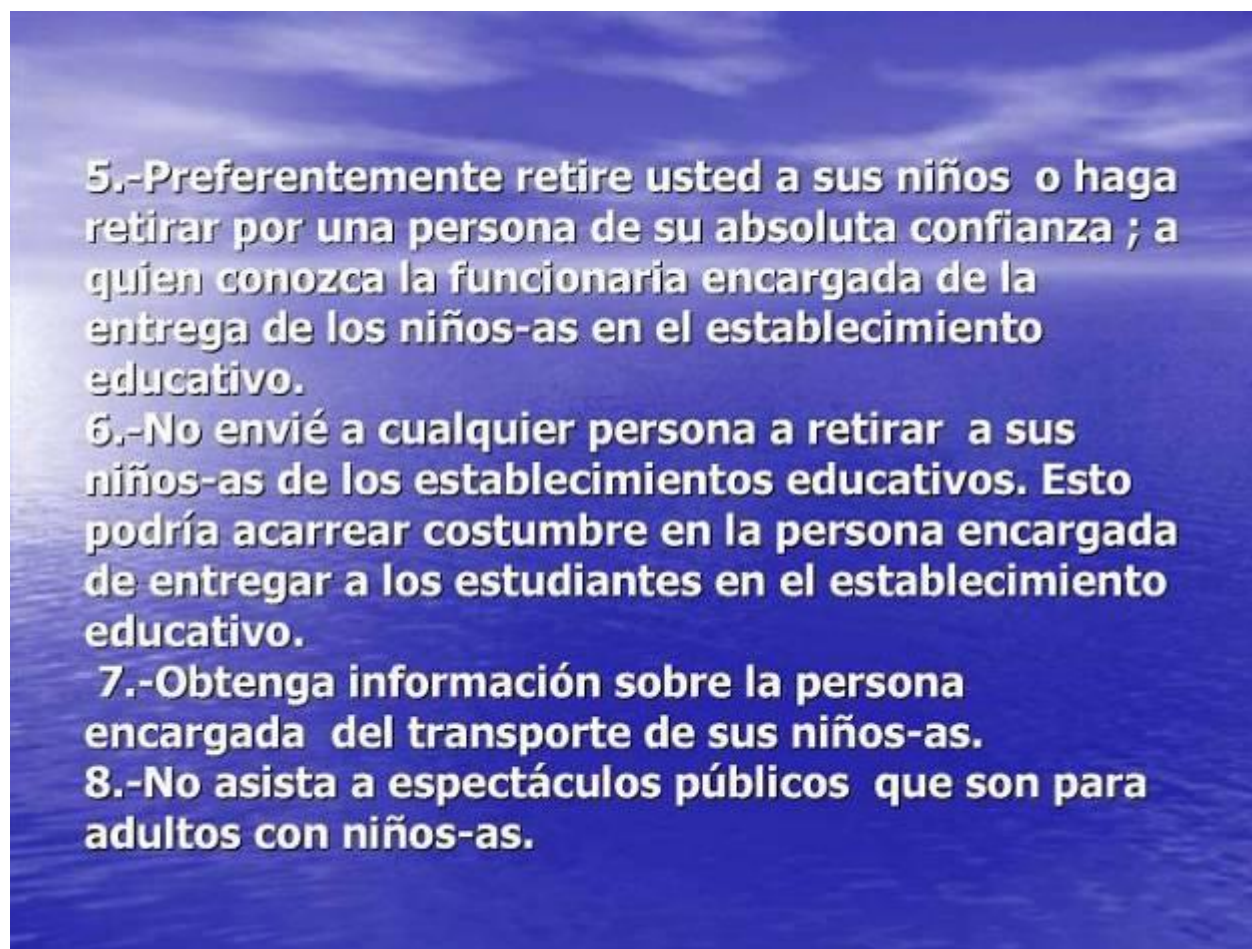 5.-Preferentemente retire usted a sus niños  o haga
retirar por una persona de su absoluta confianza ; a
quien conozca la funcionaria encargada de la
entrega de los niños-as en el establecimiento
educativo.
6.-No envié a cualquier persona a retirar  a sus
niños-as de los establecimientos educativos. Esto
podría acarrear costumbre en la persona encargada
de entregar a los estudiantes en el establecimiento
educativo.
7.-Obtenga información sobre la persona
encargada  del transporte de sus niños-as.
8.-No asista a espectáculos públicos  que son para
adultos con niños-as.